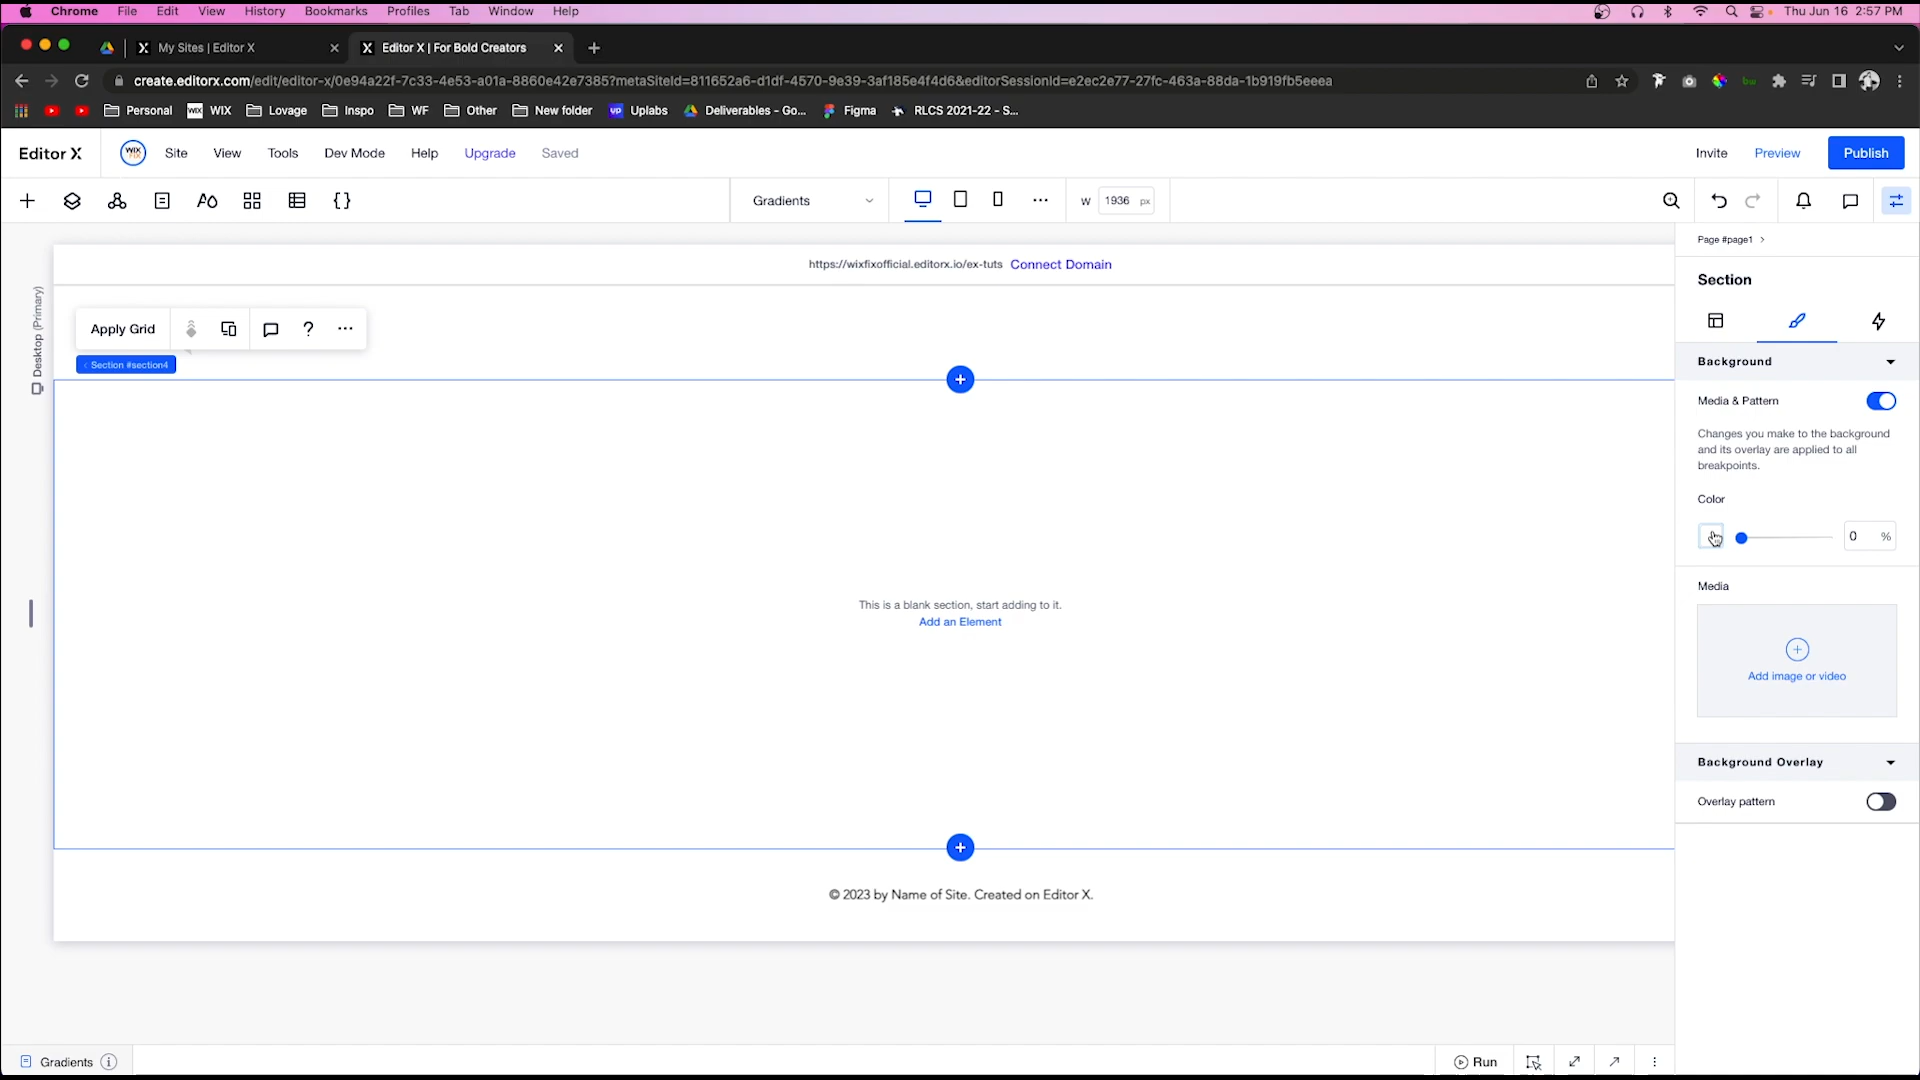 Chrome File Edit View History Bookmarks Profiles Tab Window Help Thu Jun 16 2:57 PM
My Sites | Editor X Editor X | For Bold Creators
create.editorx.com/edit/editor-x/0e94a22f-7c33-4e53-a01a-8860e42e7385?metaSiteId=811652a6-d1df-4570-9e39-3af185e4f4d6&editorSessionId=e2ec2e77-27fc-463a-88da-1b919fb5eeea
Personal WIX WIX Lovage Inspo WF Other New folder up Uplabs Deliverables - Go... Figma RLCS 2021-22 - S...
Editor X WIX FIX Site View Tools Dev Mode Help Upgrade Saved Invite Preview Publish
Gradients W 1936 px
Page #page1 >
https://wixfixofficial.editorx.io/ex-tuts Connect Domain
Section
Desktop (Primary)
Apply Grid ?
Section #section4
Background
Media & Pattern
Changes you make to the background
and its overlay are applied to all
breakpoints.
Color
0 %
Media
This is a blank section, start adding to it.
Add an Element
Add image or video
Background Overlay
Overlay pattern
© 2023 by Name of Site. Created on Editor X.
Gradients Run